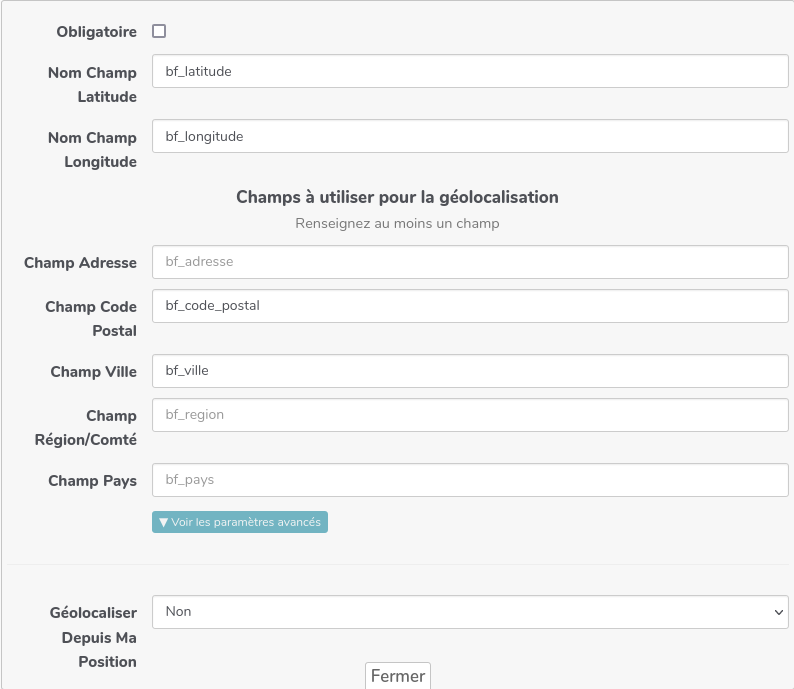 Obligatoire
Nom Champ
Latitude
bf_latitude
Nom Champ
Longitude
bf_longitude
Champs à utiliser pour la géolocalisation
Renseignez au moins un champ
Champ Adresse
bf_adresse
Champ Code
Postal
bf_code_postal
Champ Ville
bf_ville
Champ
Région/Comté
bf_region
Champ Pays
bf_pays
▼ Voir les paramètres avancés
Géolocaliser
Depuis Ma
Position
Non
Fermer